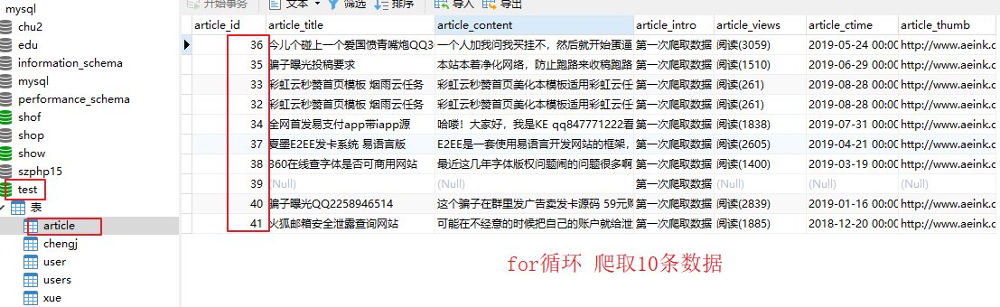 mysql
chu2
edu
information_schema
mysql
performance_schema
shof
shop
show
szphp15
test
表
article
chengj
user
users
xue
开始事务 文本 筛选 排序 导入 导出
article_id article_title article_content article_intro article_views article_ctime article_thumb
36 今儿个碰上一个爱国愤青嘴炮QQ3 一个人加我问我买挂不，然后就开始蛋逼 第一次爬取数据 阅读(3059) 2019-05-24 00:00 http://www.aeink.c
35 骗子曝光投稿要求 本站本着净化网络，防止跑路来收稿跑路 第一次爬取数据 阅读(1510) 2019-06-29 00:00 http://www.aeink.c
33 彩虹云秒赞首页模板 烟雨云任务 彩虹云秒赞首页美化本模板适用彩虹云任 第一次爬取数据 阅读(261) 2019-08-28 00:00 http://www.aeink.c
32 彩虹云秒赞首页模板 烟雨云任务 彩虹云秒赞首页美化本模板适用彩虹云任 第一次爬取数据 阅读(261) 2019-08-28 00:00 http://www.aeink.c
34 全网首发易支付app带iapp源 哈喽！大家好，我是KE qq847771222看 第一次爬取数据 阅读(1838) 2019-07-31 00:00 http://www.aeink.c
37 夏墨E2EE发卡系统 易语言版 E2EE是一套使用易语言开发网站的框架， 第一次爬取数据 阅读(2605) 2019-04-21 00:00 http://www.aeink.c
38 360在线查字体是否可商用网站 最近这几年字体版权问题闹的问题很多啊 第一次爬取数据 阅读(1400) 2019-03-19 00:00 http://www.aeink.c
39 (Null) (Null) 第一次爬取数据 (Null) (Null) (Null)
40 骗子曝光QQ2258946514 这个骗子在群里发广告卖发卡源码 59元购 第一次爬取数据 阅读(2839) 2019-01-16 00:00 http://www.aeink.c
41 火狐邮箱安全泄露查询网站 可能在不经意的时候把自己的账户就给泄 第一次爬取数据 阅读(1885) 2018-12-20 00:00 http://www.aeink.c
for循环 爬取10条数据